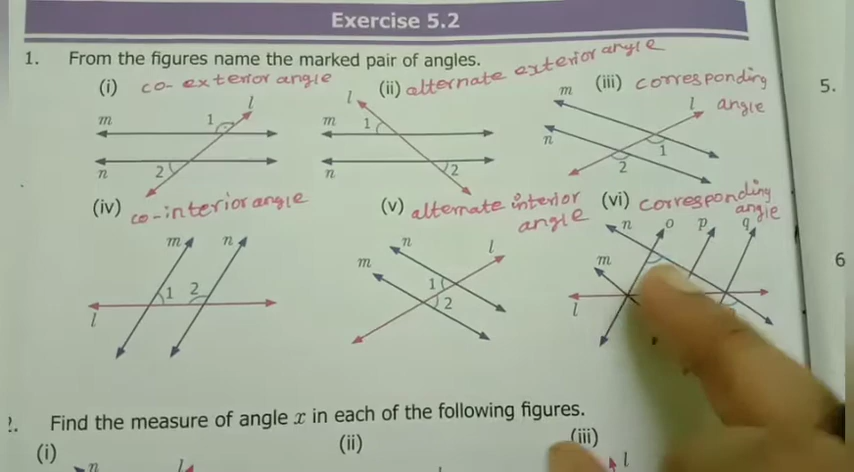 Exercise 5.2
1. From the figures name the marked pair of angles.
(i) co-exterior angle
(ii) alternate exterior angle
(iii) corresponding angle
5.
l
m
1
n
2
l
m
1
n
2
m
l
n
1
2
(iv) co-interior angle
(v) alternate interior angle
(vi) corresponding angle
6
m
n
1 2
l
n
l
m
1
2
n o p q
m
l
2. Find the measure of angle x in each of the following figures.
(i)
(ii)
(iii)
n
l
l